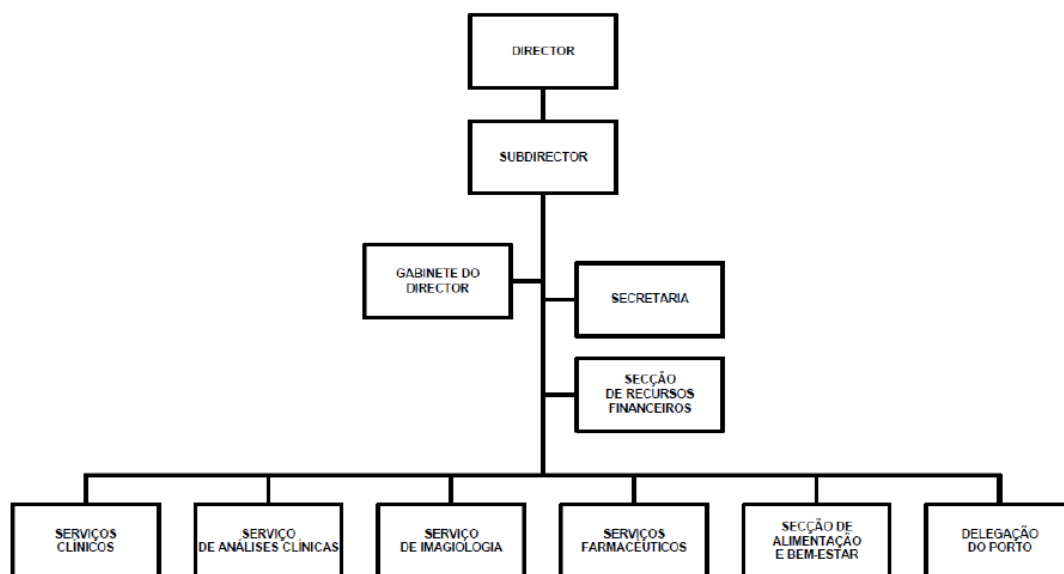 DIRECTOR
SUBDIRECTOR
GABINETE DO
DIRECTOR
SECRETARIA
SECÇÃO
DE RECURSOS
FINANCEIROS
SERVIÇOS
CLÍNICOS
SERVIÇO
DE ANÁLISES CLÍNICAS
SERVIÇO
DE IMAGIOLOGIA
SERVIÇOS
FARMACÊUTICOS
SECÇÃO DE
ALIMENTAÇÃO
E BEM-ESTAR
DELEGAÇÃO
DO PORTO